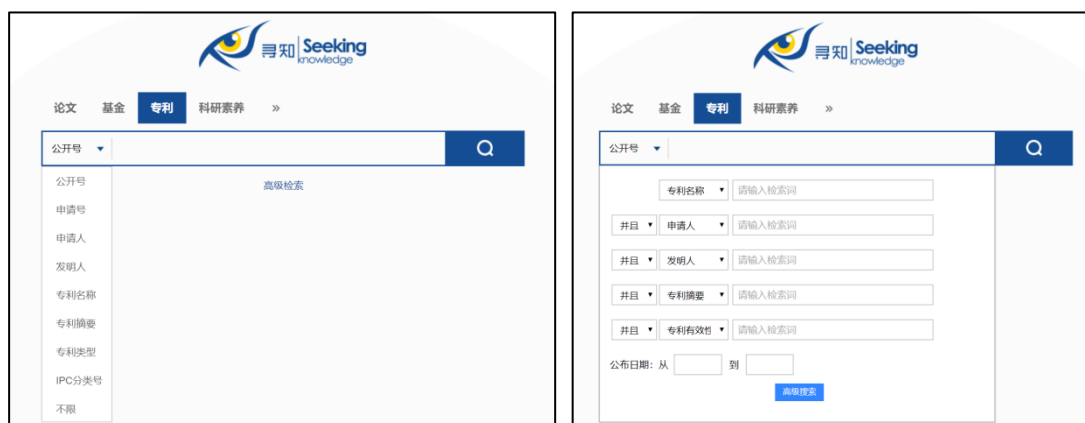 寻知 Seeking knowledge
论文 基金 专利 科研素养 »
公开号
公开号
高级检索
申请号
申请人
发明人
专利名称
专利摘要
专利类型
IPC分类号
不限
寻知 Seeking knowledge
论文 基金 专利 科研素养 »
公开号
专利名称 请输入检索词
并且 申请人 请输入检索词
并且 发明人 请输入检索词
并且 专利摘要 请输入检索词
并且 专利有效性 请输入检索词
公布日期：从 到
高级搜索